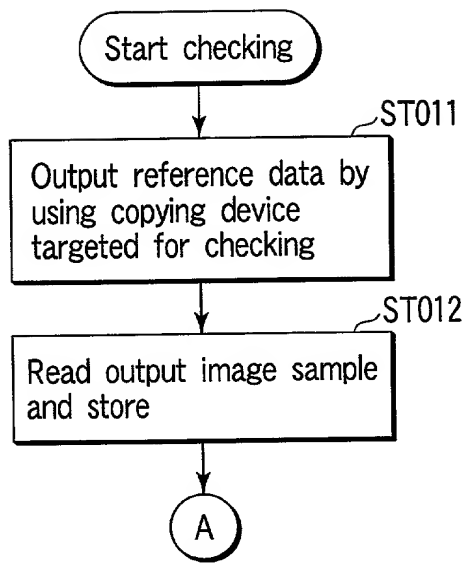 Start checking
ST011
Output reference data by
using copying device
targeted for checking
ST012
Read output image sample
and store
A